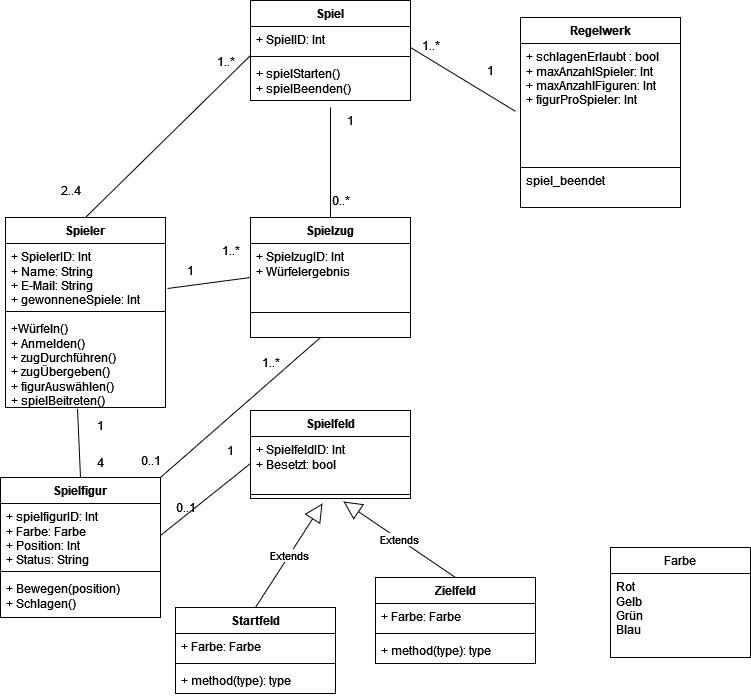 Spiel
+ SpielID: Int
+ spielStarten()
+ spielBeenden()
Regelwerk
+ schlagenErlaubt : bool
+ maxAnzahlSpieler: Int
+ maxAnzahlFiguren: Int
+ figurProSpieler: Int
spiel_beendet
1..*
1..*
1
1
2..4
0..*
Spieler
+ SpielerID: Int
+ Name: String
+ E-Mail: String
+ gewonneneSpiele: Int
+Würfeln()
+ Anmelden()
+ zugDurchführen()
+ zugÜbergeben()
+ figurAuswählen()
+ spielBeitreten()
1..*
1
Spielzug
+ SpielzugID: Int
+ Würfelergebnis
1..*
0..1
1
4
Spielfeld
+ SpielfeldID: Int
+ Besetzt: bool
1
0..1
Spielfigur
+ spielfigurID: Int
+ Farbe: Farbe
+ Position: Int
+ Status: String
+ Bewegen(position)
+ Schlagen()
Extends
Extends
Startfeld
+ Farbe: Farbe
+ method(type): type
Zielfeld
+ Farbe: Farbe
+ method(type): type
Farbe
Rot
Gelb
Grün
Blau